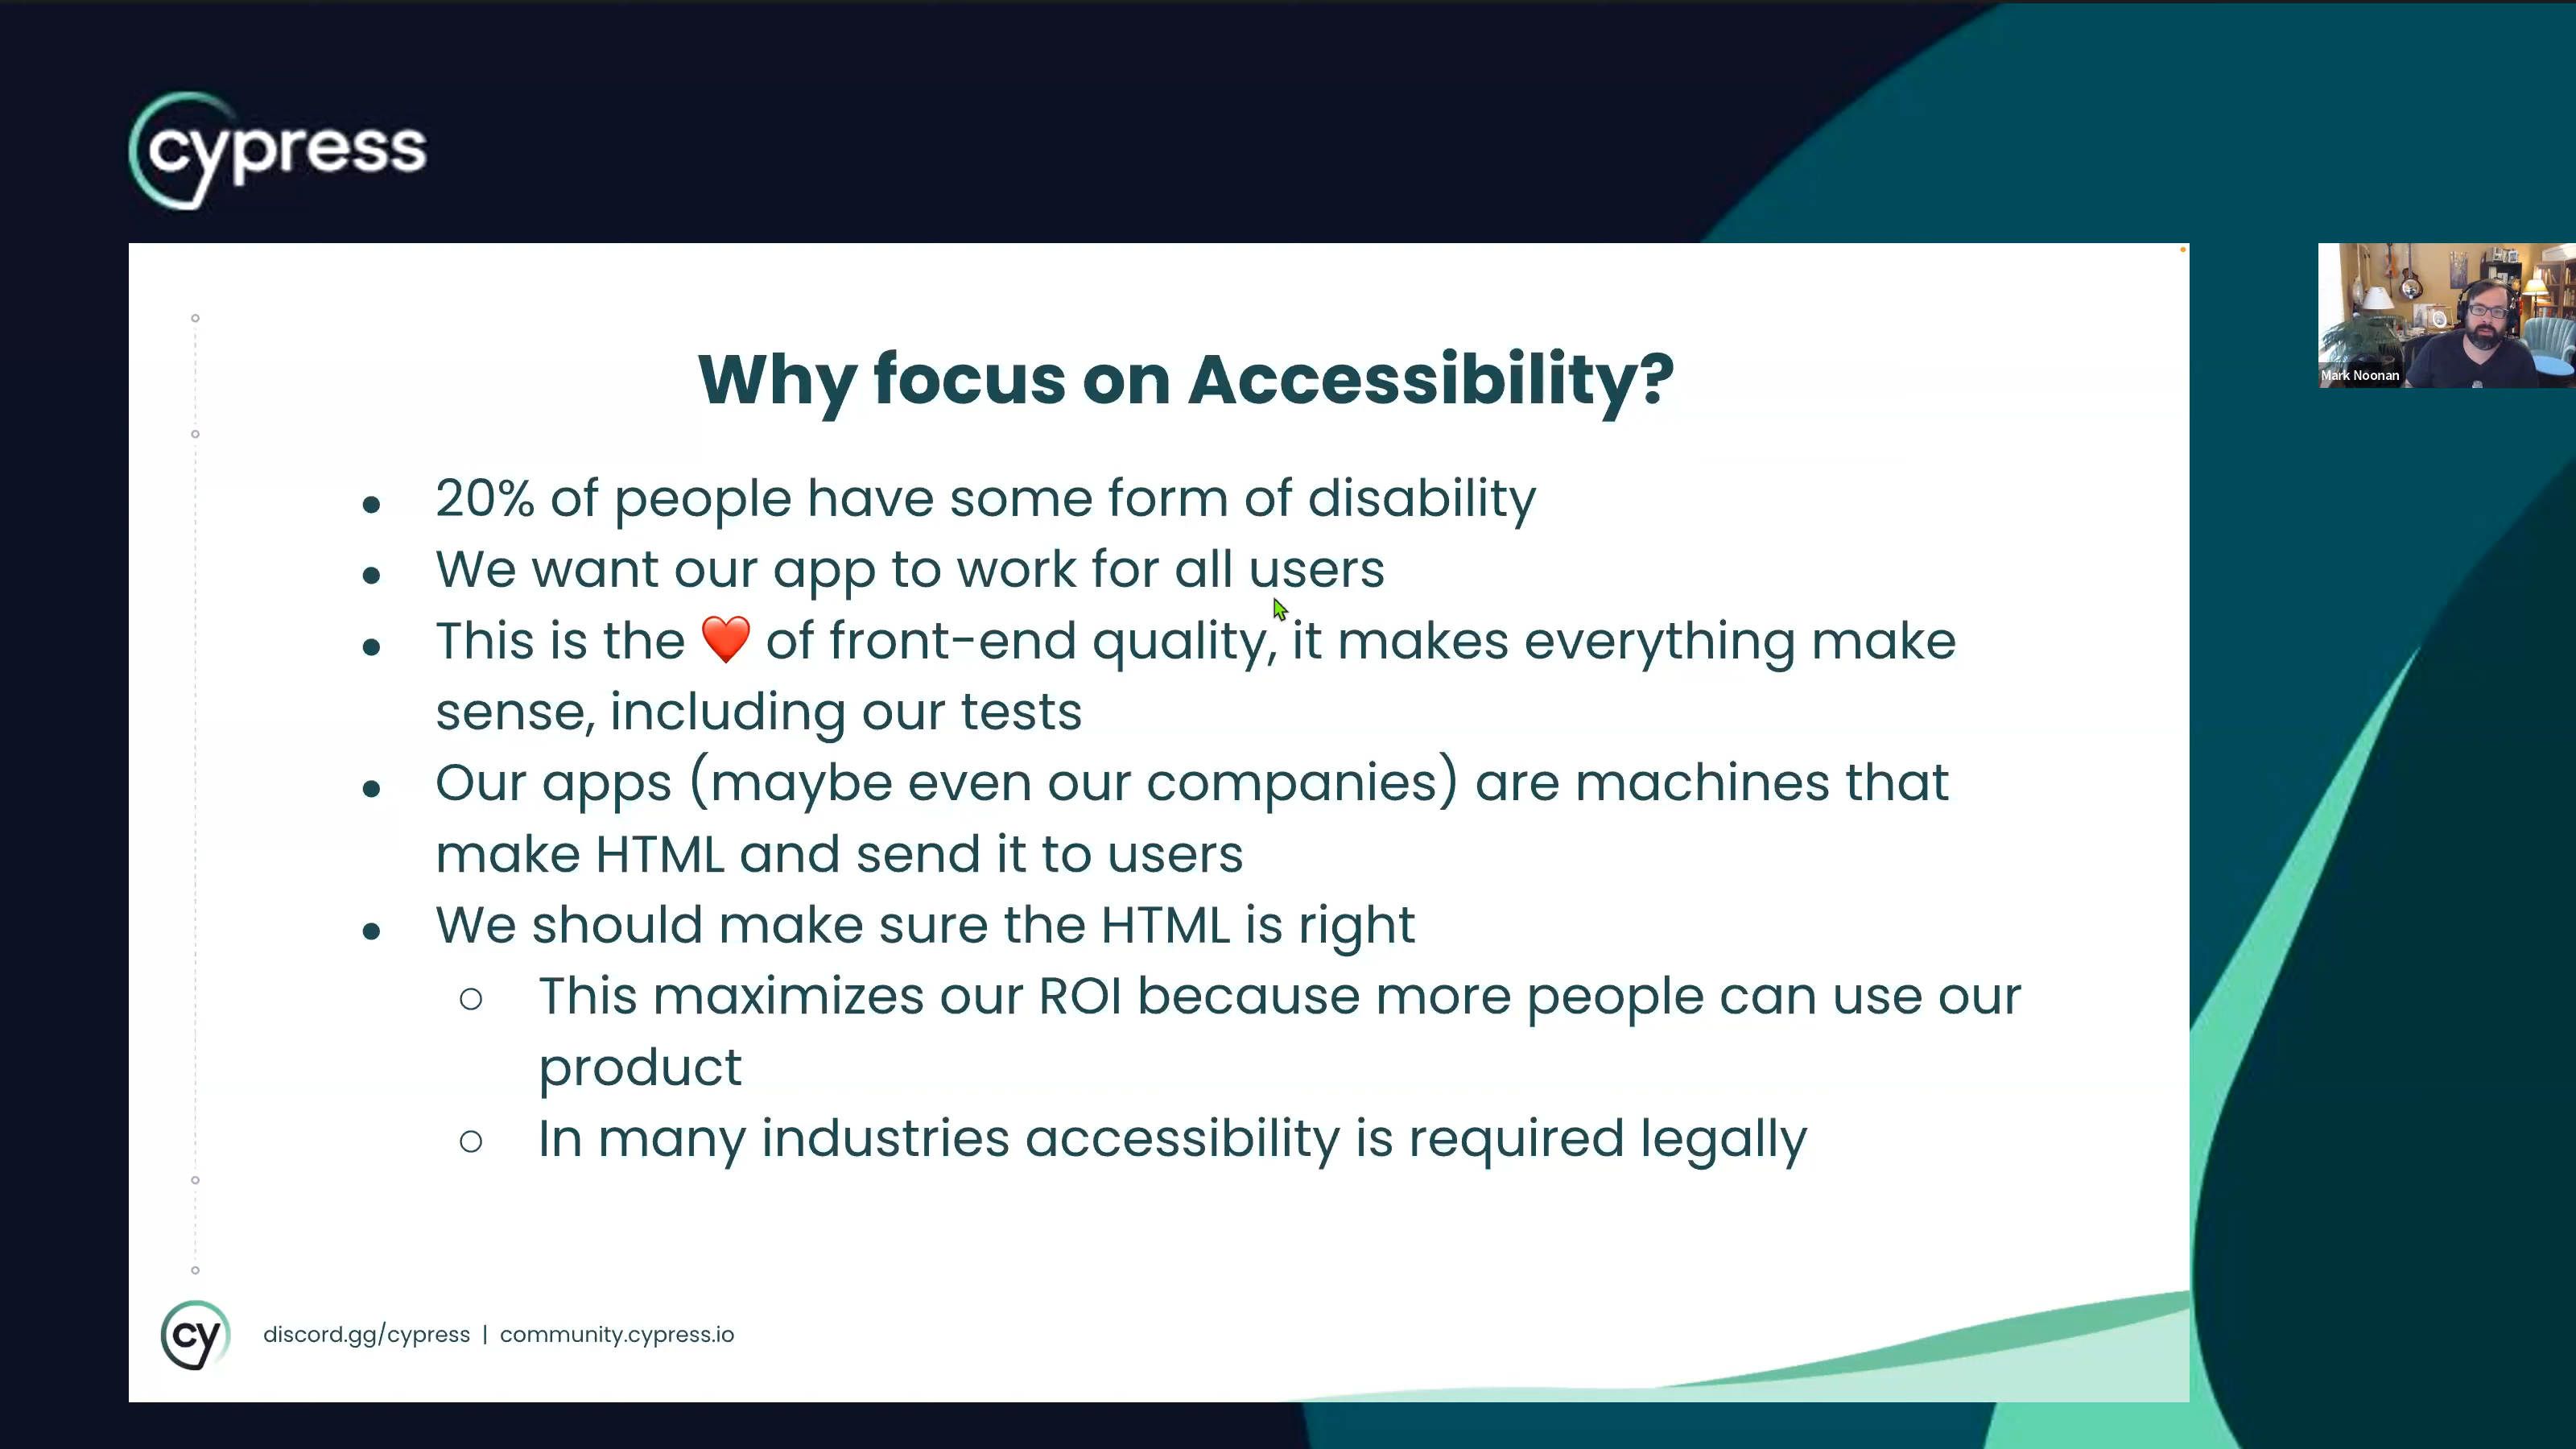 cypress
Why focus on Accessibility?
● 20% of people have some form of disability
● We want our app to work for all users
● This is the ❤️ of front-end quality, it makes everything make
sense, including our tests
● Our apps (maybe even our companies) are machines that
make HTML and send it to users
● We should make sure the HTML is right
○ This maximizes our ROI because more people can use our
product
○ In many industries accessibility is required legally
cy discord.gg/cypress | community.cypress.io
Mark Noonan